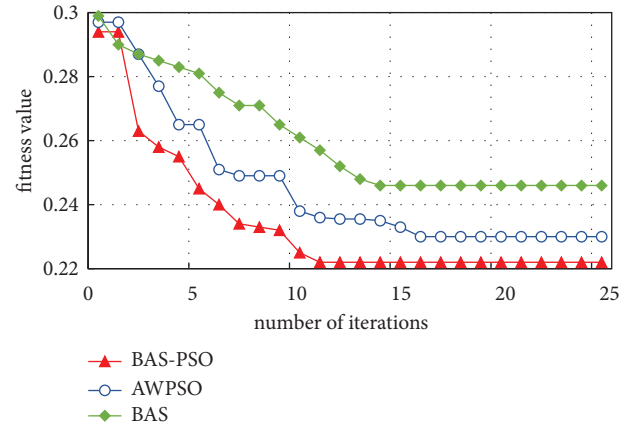 0.3
0.28
0.26
0.24
0.22
fitness value
0 5 10 15 20 25
number of iterations
BAS-PSO
AWPSO
BAS